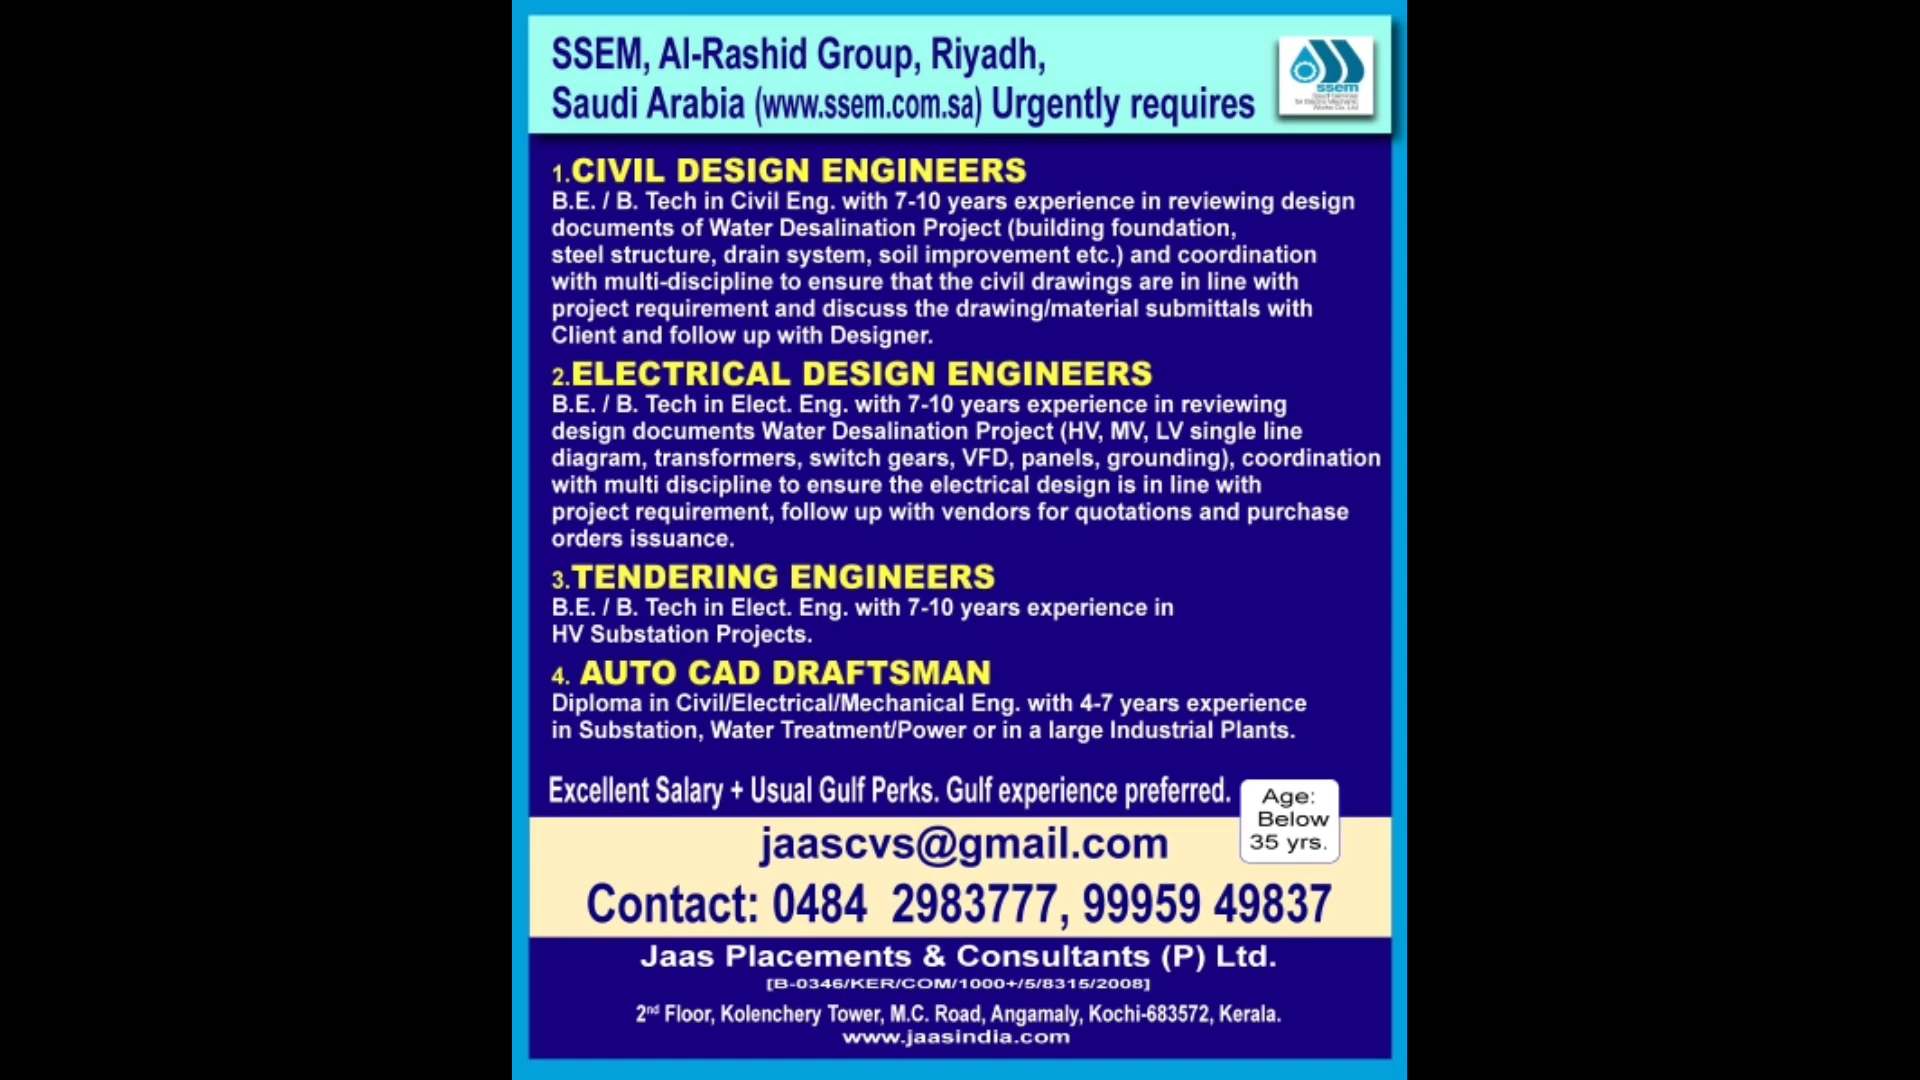 SSEM, Al-Rashid Group, Riyadh,
Saudi Arabia (www.ssem.com.sa) Urgently requires
ssem
Saudi Services
for Electro Mechanic
Works Co. Ltd
1.CIVIL DESIGN ENGINEERS
B.E. / B. Tech in Civil Eng. with 7-10 years experience in reviewing design
documents of Water Desalination Project (building foundation,
steel structure, drain system, soil improvement etc.) and coordination
with multi-discipline to ensure that the civil drawings are in line with
project requirement and discuss the drawing/material submittals with
Client and follow up with Designer.
2.ELECTRICAL DESIGN ENGINEERS
B.E. / B. Tech in Elect. Eng. with 7-10 years experience in reviewing
design documents Water Desalination Project (HV, MV, LV single line
diagram, transformers, switch gears, VFD, panels, grounding), coordination
with multi discipline to ensure the electrical design is in line with
project requirement, follow up with vendors for quotations and purchase
orders issuance.
3.TENDERING ENGINEERS
B.E. / B. Tech in Elect. Eng. with 7-10 years experience in
HV Substation Projects.
4. AUTO CAD DRAFTSMAN
Diploma in Civil/Electrical/Mechanical Eng. with 4-7 years experience
in Substation, Water Treatment/Power or in a large Industrial Plants.
Excellent Salary + Usual Gulf Perks. Gulf experience preferred.
Age:
Below
35 yrs.
jaascvs@gmail.com
Contact: 0484 2983777, 99959 49837
Jaas Placements & Consultants (P) Ltd.
[B-0346/KER/COM/1000+/5/8315/2008]
2nd Floor, Kolenchery Tower, M.C. Road, Angamaly, Kochi-683572, Kerala.
www.jaasindia.com